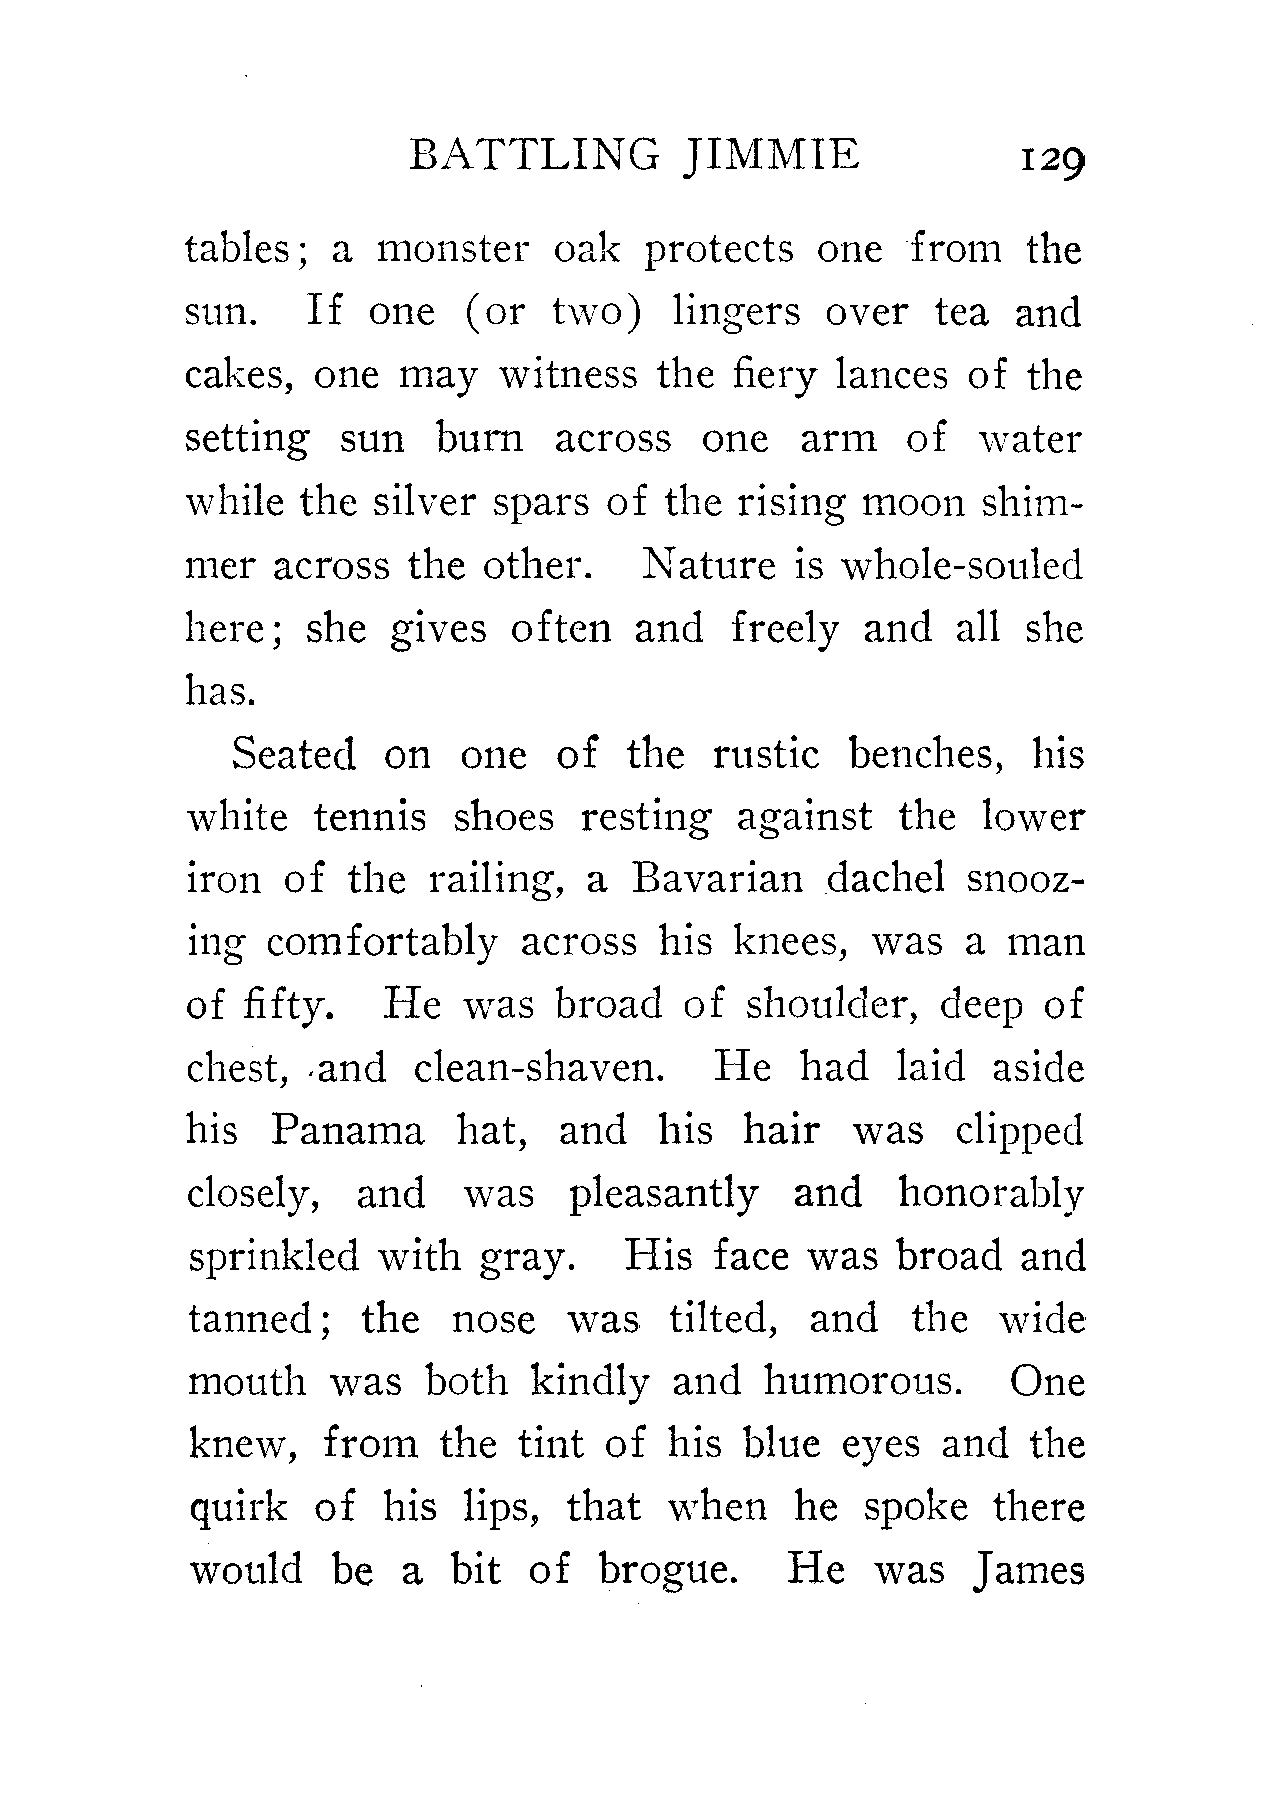 BATTLING JIMMIE 129
tables; a monster oak protects one from the
sun. If one (or two) lingers over tea and
cakes, one may witness the fiery lances of the
setting sun burn across one arm of water
while the silver spars of the rising moon shim-
mer across the other. Nature is whole-souled
here; she gives often and freely and all she
has.
Seated on one of the rustic benches, his
white tennis shoes resting against the lower
iron of the railing, a Bavarian dachel snooz-
ing comfortably across his knees, was a man
of fifty. He was broad of shoulder, deep of
chest, and clean-shaven. He had laid aside
his Panama hat, and his hair was clipped
closely, and was pleasantly and honorably
sprinkled with gray. His face was broad and
tanned; the nose was tilted, and the wide
mouth was both kindly and humorous. One
knew, from the tint of his blue eyes and the
quirk of his lips, that when he spoke there
would be a bit of brogue. He was James